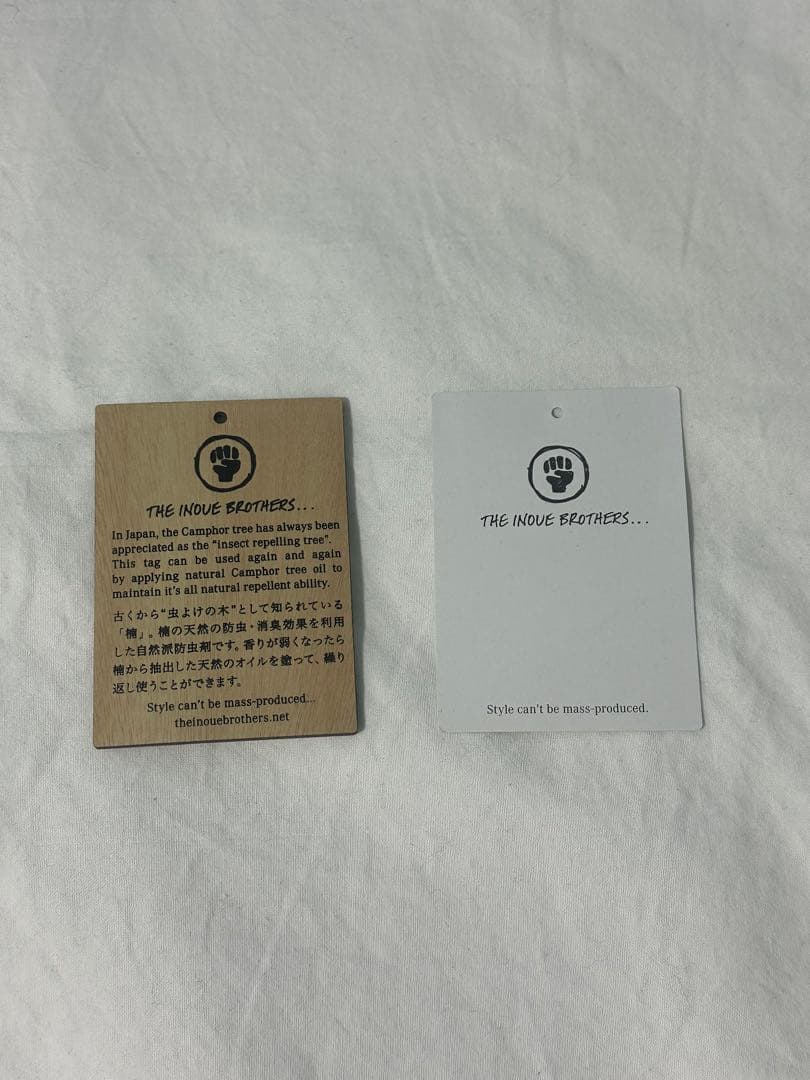 THE INOUE BROTHERS...
In Japan, the Camphor tree has always been
appreciated as the “insect repelling tree”.
This tag can be used again and again
by applying natural Camphor tree oil to
maintain it's all natural repellent ability.
古くから“虫よけの木”として知られている
「楠」。楠の天然の防虫・消臭効果を利用
した自然派防虫剤です。香りが弱くなったら
楠から抽出した天然のオイルを塗って、繰り
返し使うことができます。
Style can't be mass-produced...
theinouebrothers.net
THE INOUE BROTHERS...
Style can't be mass-produced.